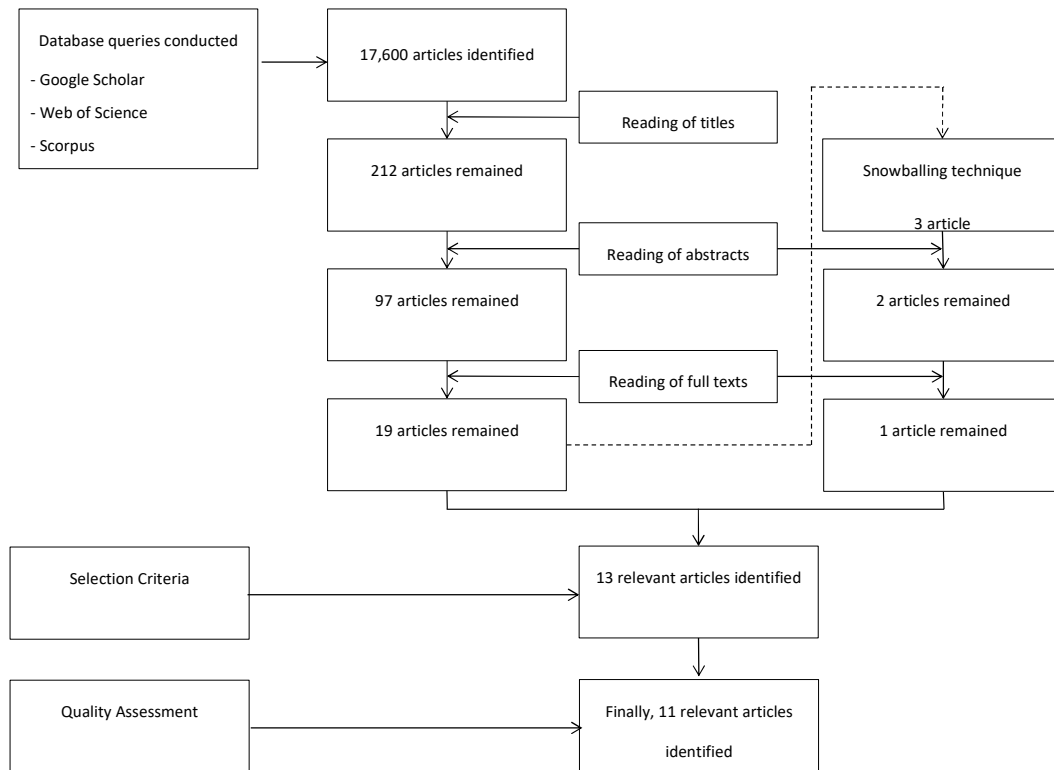 Database queries conducted
- Google Scholar
- Web of Science
- Scorpus
17,600 articles identified
Reading of titles
212 articles remained
Snowballing technique
3 article
Reading of abstracts
97 articles remained
2 articles remained
Reading of full texts
19 articles remained
1 article remained
Selection Criteria
13 relevant articles identified
Quality Assessment
Finally, 11 relevant articles
identified